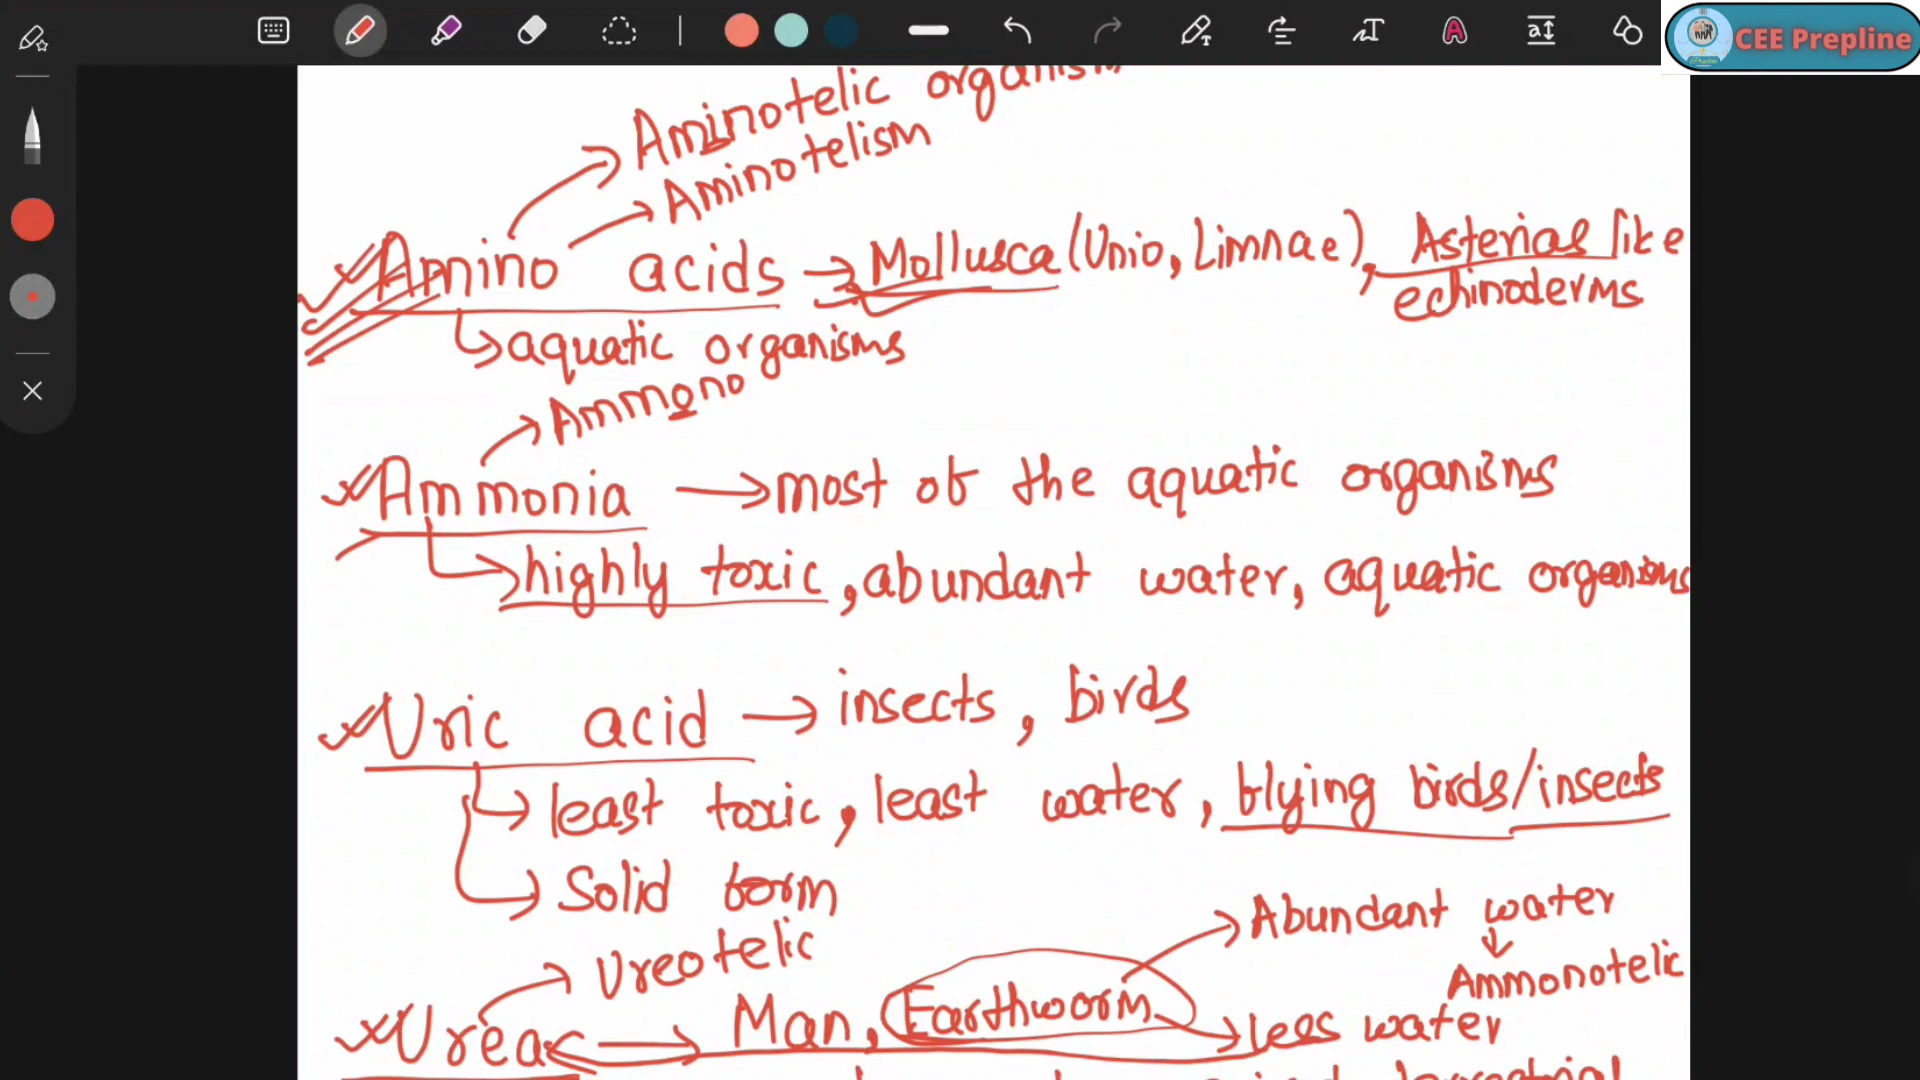 CEE Prepline
Aminotelic organism
Aminotelism
Amino acids → Mollusca (Unio, Limnae), Asterias like
echinoderms
aquatic organisms
Ammono
Ammonia → most of the aquatic organisms
highly toxic, abundant water, aquatic organisms
Uric acid → insects, birds
least toxic, least water, flying birds/insects
Solid form
Abundant water
Ureotelic
Ammonotelic
Urea → Man, Earthworm
Less water